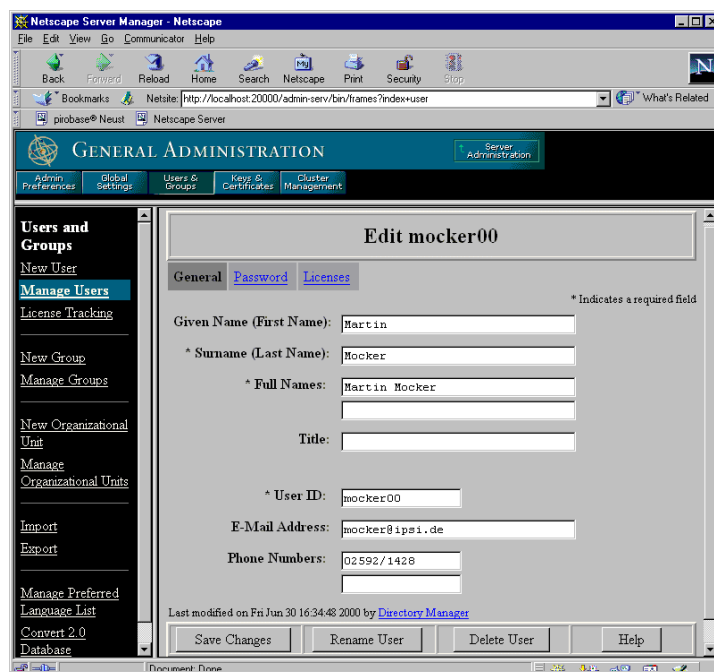 Netscape Server Manager - Netscape
File Edit View Go Communicator Help
Back Forward Reload Home Search Netscape Print Security Stop
Bookmarks Netsite: http://localhost:20000/admin-serv/bin/frames?index+user What's Related
pirobase® Neust Netscape Server
GENERAL ADMINISTRATION
↑ Server Administration
Admin Preferences Global Settings Users & Groups Keys & Certificates Cluster Management
Users and
Groups
New User
Manage Users
License Tracking
New Group
Manage Groups
New Organizational
Unit
Manage
Organizational Units
Import
Export
Manage Preferred
Language List
Convert 2.0
Database
Edit mocker00
General Password Licenses
* Indicates a required field
Given Name (First Name): Martin
* Surname (Last Name): Mocker
* Full Names: Martin Mocker
Title:
* User ID: mocker00
E-Mail Address: mocker@ipsi.de
Phone Numbers: 02592/1428
Last modified on Fri Jun 30 16:34:48 2000 by Directory Manager
Save Changes Rename User Delete User Help
Document: Done